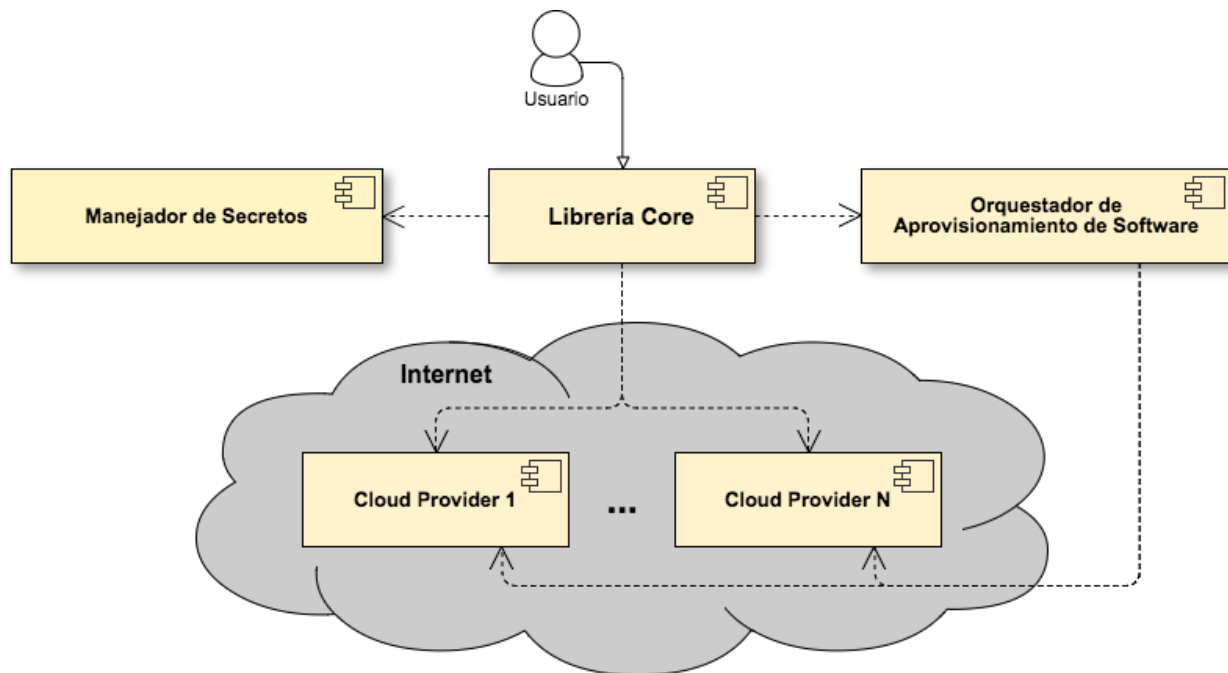 Usuario
Manejador de Secretos
Librería Core
Orquestador de
Aprovisionamiento de Software
Internet
Cloud Provider 1
...
Cloud Provider N